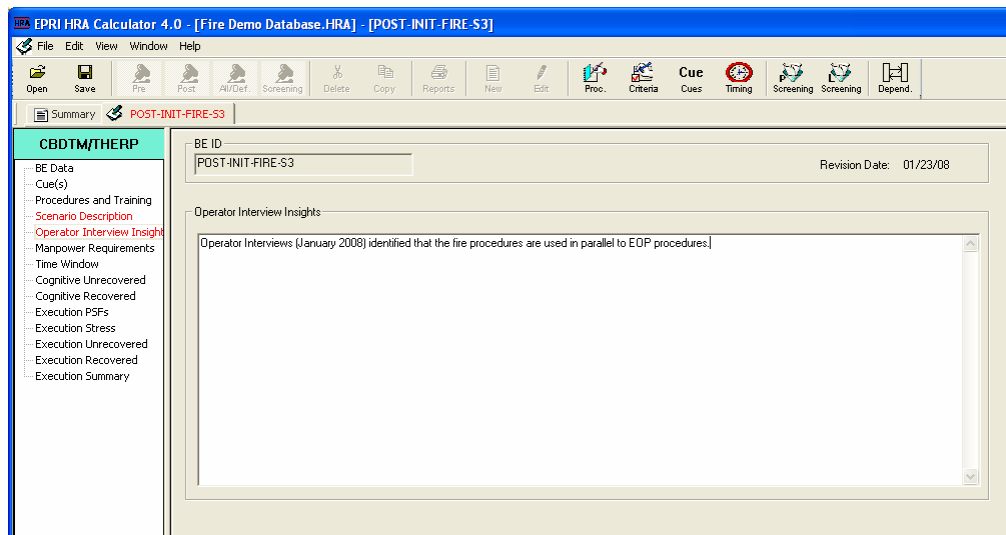 HRA EPRI HRA Calculator 4.0 - [Fire Demo Database.HRA] - [POST-INIT-FIRE-S3]
File Edit View Window Help
Cue
Open Save Pre Post All/Def. Screening Delete Copy Reports New Edit Proc. Criteria Cues Timing Screening Screening Depend.
Summary POST-INIT-FIRE-S3
CBDTM/THERP
BE Data
Cue(s)
Procedures and Training
Scenario Description
Operator Interview Insight
Manpower Requirements
Time Window
Cognitive Unrecovered
Cognitive Recovered
Execution PSFs
Execution Stress
Execution Unrecovered
Execution Recovered
Execution Summary
BE ID
POST-INIT-FIRE-S3
Revision Date: 01/23/08
Operator Interview Insights
Operator Interviews (January 2008) identified that the fire procedures are used in parallel to EOP procedures.